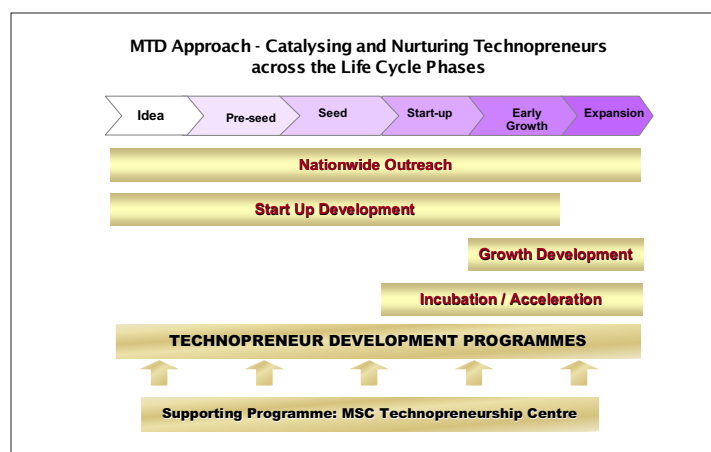 MTD Approach - Catalysing and Nurturing Technopreneurs
across the Life Cycle Phases
Idea
Pre-seed
Seed
Start-up
Early
Growth
Expansion
Nationwide Outreach
Start Up Development
Growth Development
Incubation / Acceleration
TECHNOPRENEUR DEVELOPMENT PROGRAMMES
Supporting Programme: MSC Technopreneurship Centre